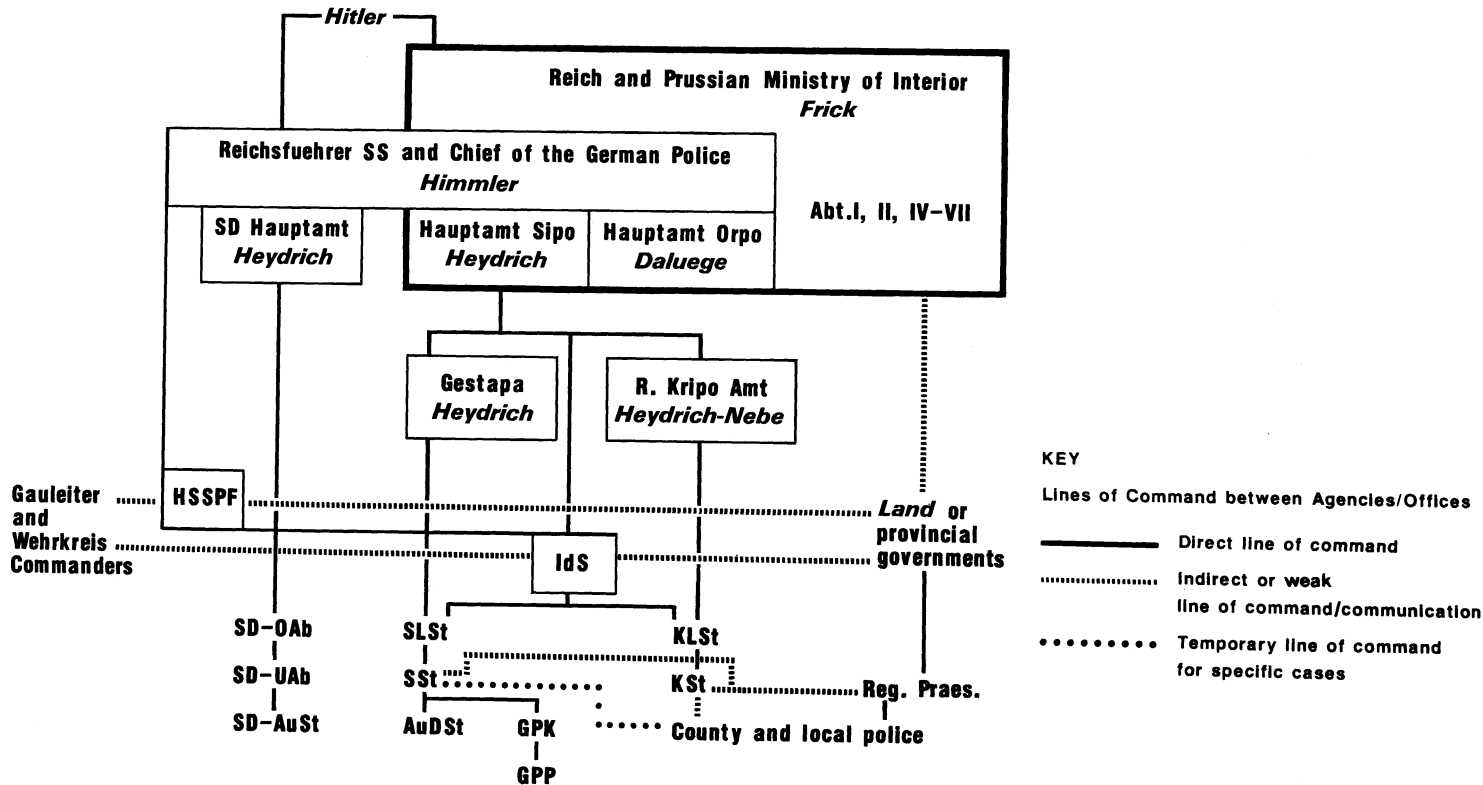 Hitler
Reich and Prussian Ministry of Interior
Frick
Reichsfuehrer SS and Chief of the German Police
Himmler
Abt.I, II, IV–VII
SD Hauptamt
Heydrich
Hauptamt Sipo
Heydrich
Hauptamt Orpo
Daluege
Gestapa
Heydrich
R. Kripo Amt
Heydrich-Nebe
Gauleiter
and
Wehrkreis
Commanders
HSSPF
Land or
provincial
governments
IdS
SD-OAb
SLSt
KLSt
SD-UAb
SSt
KSt
Reg. Praes.
SD-AuSt
AuDSt
GPK
County and local police
GPP
KEY
Lines of Command between Agencies/Offices
Direct line of command
Indirect or weak
line of command/communication
Temporary line of command
for specific cases